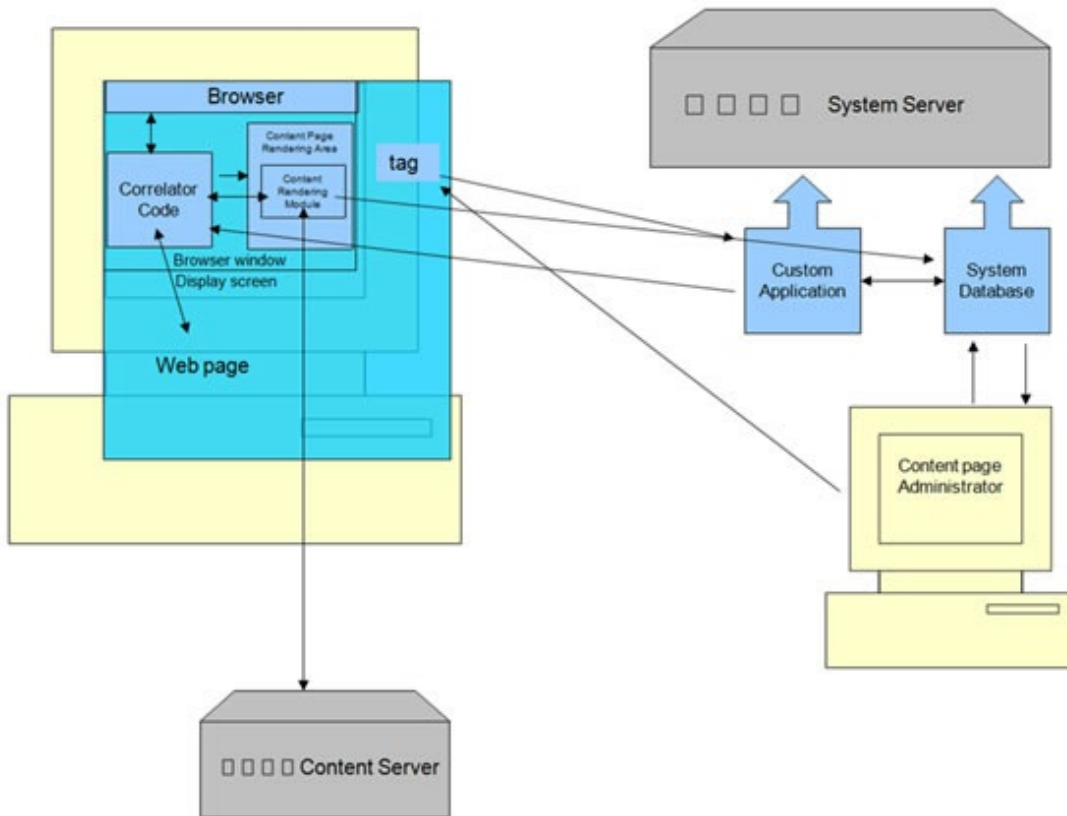 Browser
Content Page
Rendering Area
Content
Rendering
Module
Correlator
Code
tag
Browser window
Display screen
Web page
System Server
Custom
Application
System
Database
Content page
Administrator
Content Server